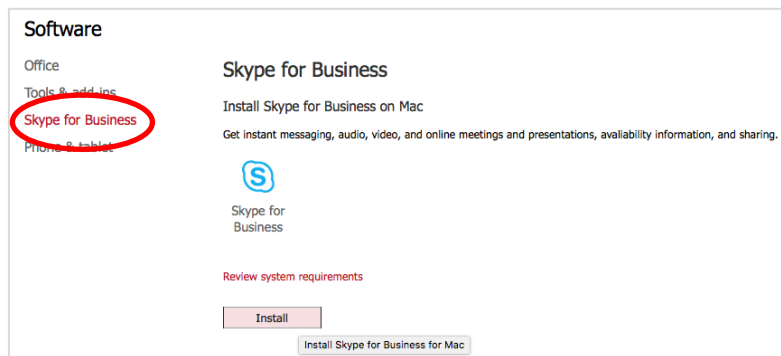 Software
Office
Tools & add-ins
Skype for Business
Phone & tablet
Skype for Business
Install Skype for Business on Mac
Get instant messaging, audio, video, and online meetings and presentations, avaliability information, and sharing.
S
Skype for
Business
Review system requirements
Install
Install Skype for Business for Mac